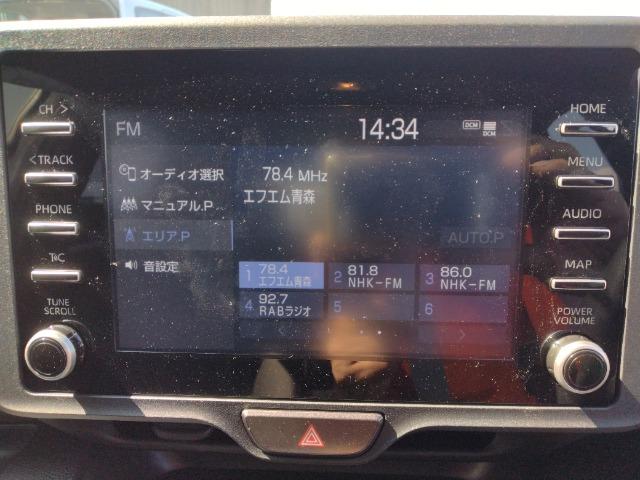 CH >
<TRACK
PHONE
T&C
TUNE
SCROLL
FM
14:34
DCM
DCM
オーディオ選択
マニュアル.P
エリア.P
音設定
78.4 MHz
エフエム青森
AUTO.P
1 78.4
エフエム青森
2 81.8
NHK-FM
3 86.0
NHK-FM
4 92.7
RABラジオ
5
6
HOME
MENU
AUDIO
MAP
POWER
VOLUME